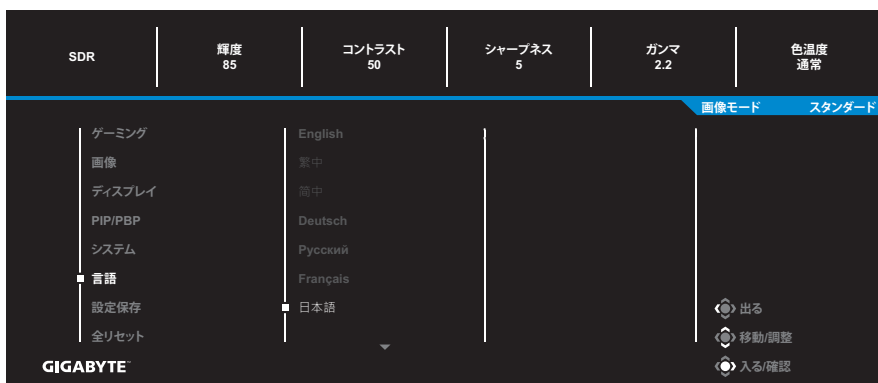 SDR
輝度
85
コントラスト
50
シャープネス
5
ガンマ
2.2
色温度
通常
画像モード スタンダード
ゲーミング
画像
ディスプレイ
PIP/PBP
システム
言語
設定保存
全リセット
English
繁中
简中
Deutsch
Русский
Français
日本語
出る
移動/調整
入る/確認
GIGABYTE™